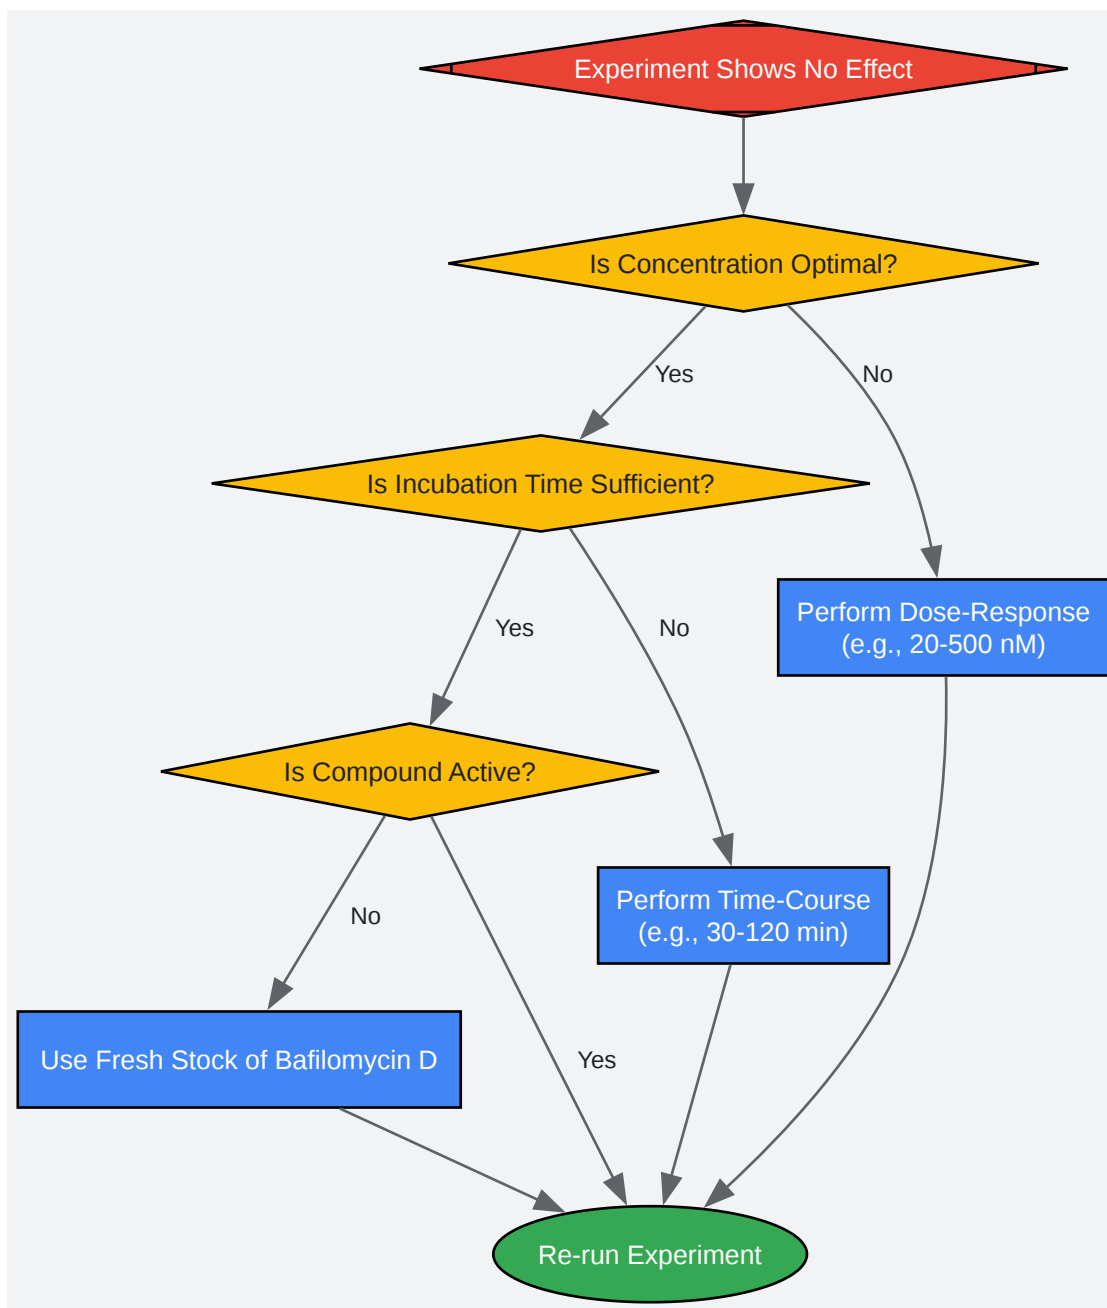 Experiment Shows No Effect
Is Concentration Optimal?
Yes
No
Is Incubation Time Sufficient?
Perform Dose-Response
(e.g., 20-500 nM)
Yes
No
Is Compound Active?
Perform Time-Course
(e.g., 30-120 min)
No
Use Fresh Stock of Bafilomycin D
Yes
Re-run Experiment